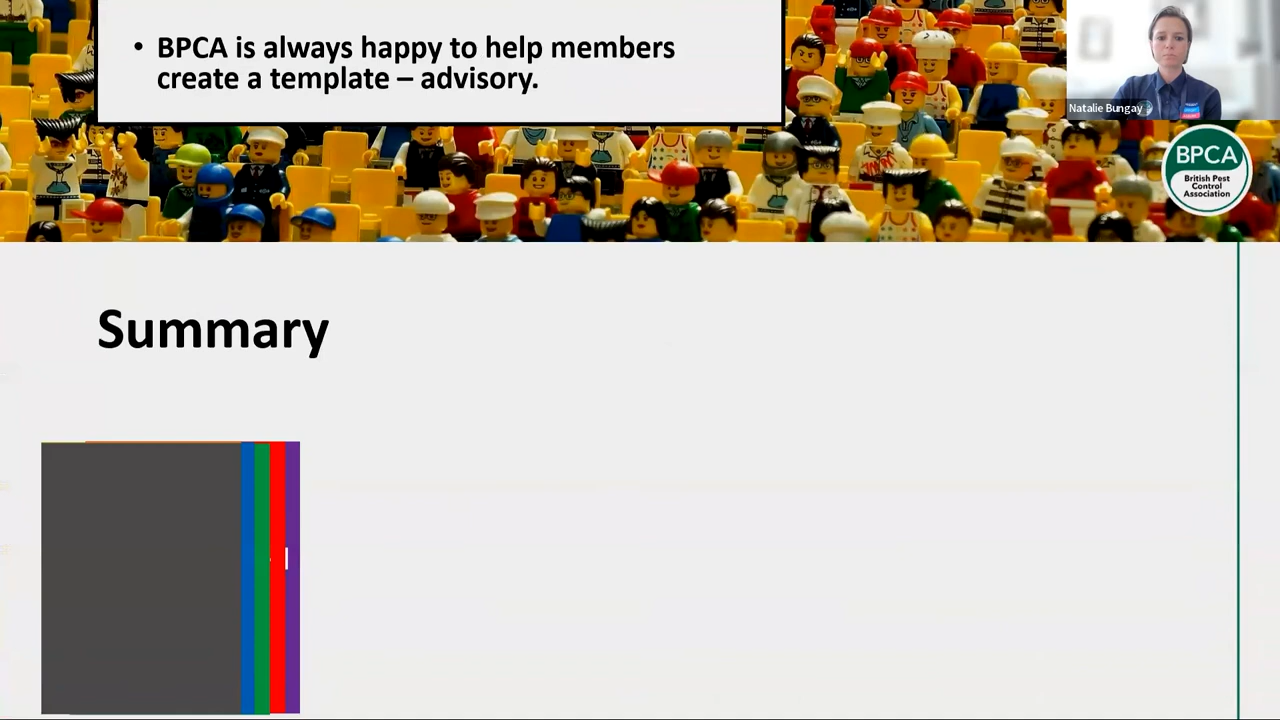 • BPCA is always happy to help members
create a template – advisory.
Natalie Bungay
BPCA
British Pest
Control
Association
Summary